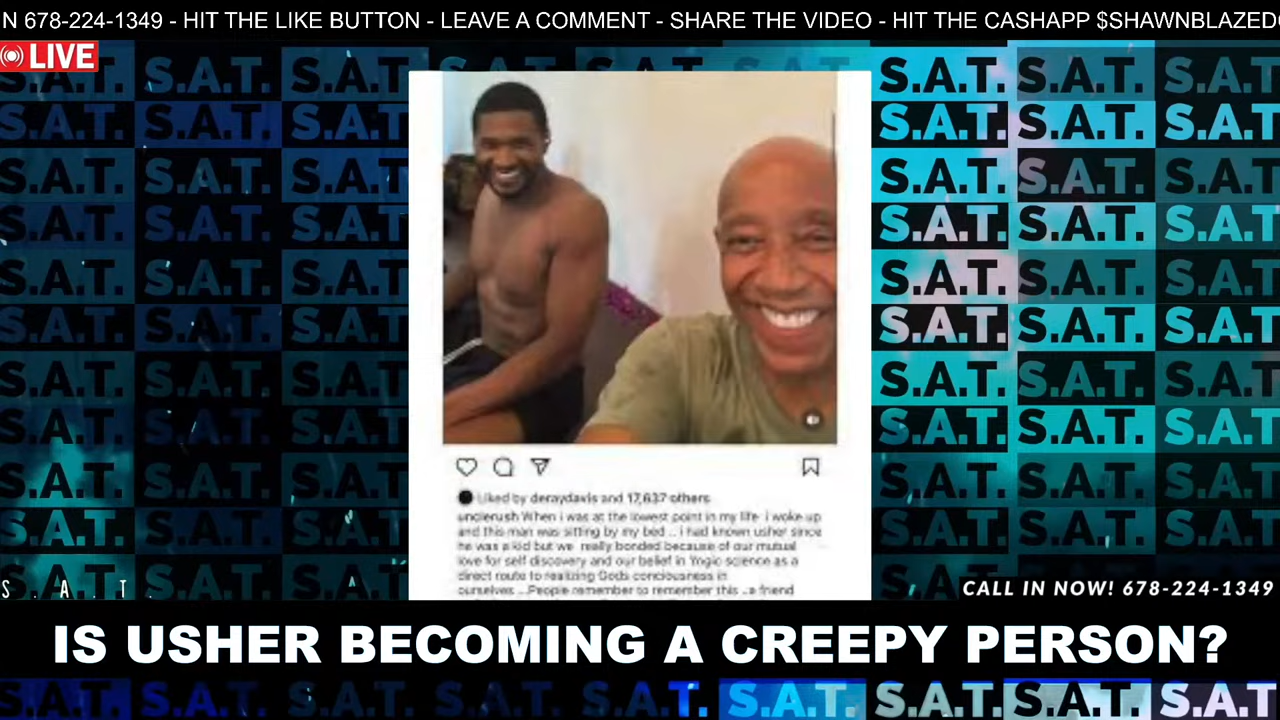 N 678-224-1349 - HIT THE LIKE BUTTON - LEAVE A COMMENT - SHARE THE VIDEO - HIT THE CASHAPP $SHAWNBLAZED
LIVE
S.A.T. S.A.T. S.A.T. S.A.T. S.A.T. S.A.T.
S.A.T. S.A.T. S.A.T S.A.T. S.A.T. S.A.T.
S.A.T. S.A.T. S.A.T. S.A.T. S.A.T. S.A.T.
S.A.T. S.A.T. S.A.T. S.A.T. S.A.T. S.A.T.
S.A.T. S.A.T. S.A.T. S.A.T. S.A.T. S.A.T.
S.A.T. S.A.T. S.A.T. S.A.T. S.A.T. S.A.T.
S.A.T. S.A.T. S.A.T. S.A.T. S.A.T. S.A.T.
S.A.T. S.A.T. S.A.T. S.A.T. S.A.T. S.A.T.
S.A.T. S.A.T. S.A.T. S.A.T. S.A.T. S.A.T.
S.A.T. S.A.T. S.A.T. S.A.T. S.A.T. S.A.T.
Liked by deraydavis and 17,637 others
unclerush When i was at the lowest point in my life i woke up
and this man was sitting by my bed .. i had known usher since
he was a kid but we really bonded because of our mutual
love for self discovery and our belief in Yogic science as a
direct route to realizing Gods conciousness in
ourselves ...People remember to remember this ..a friend
S. A. T.
CALL IN NOW! 678-224-1349
IS USHER BECOMING A CREEPY PERSON?
S.A.T. S.A.T. S.A.T. S.A.T. S.A.T. S.A.T. S.A.T. S.A.T. S.A.T